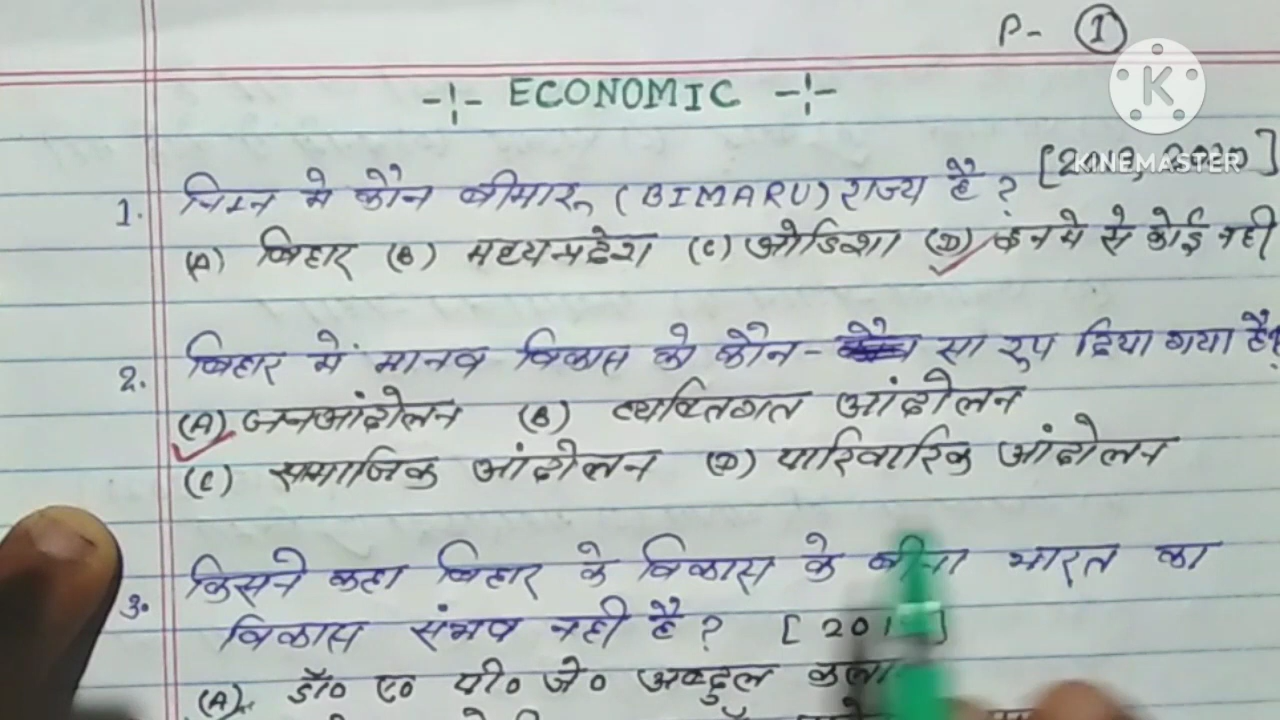 P- 1
ECONOMIC
K
KINEMASTER
1. निम्न मे कौन बीमारू (BIMARU) राज्य है ?
(A) बिहार (B) मध्यप्रदेश (C) ओडिशा (D) इनमे से कोई नही
2. बिहार में मानव विकास को कौन - सा रुप दिया गया है?
(A) जनआंदोलन (B) व्यक्तिगत आंदोलन
(C) समाजिक आंदोलन (D) पारिवारिक आंदोलन
3. किसने कहा बिहार के विकास के बीना भारत का
विकास संभव नही है ?
(A) डॉ० ए० पी० जे० अब्दुल